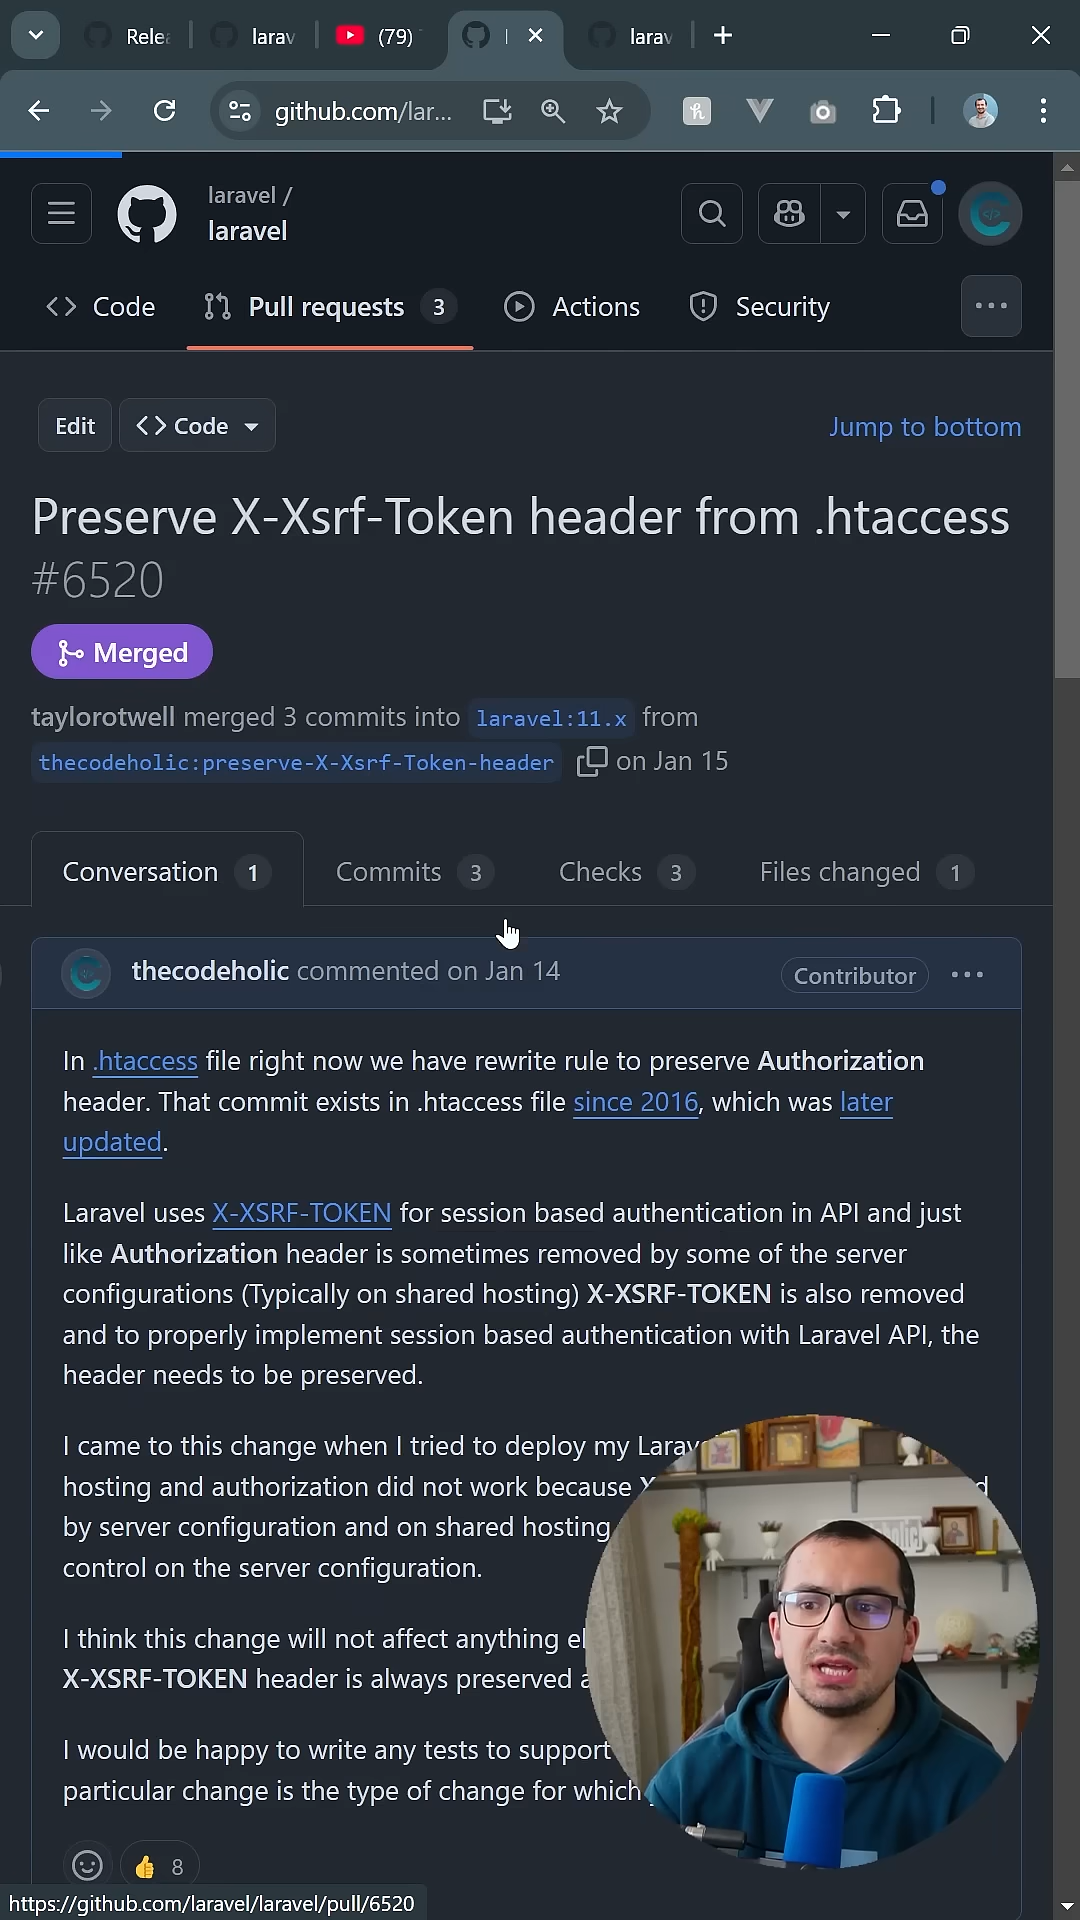 Rele
larav
(79)
larav
github.com/lar...
laravel /
laravel
Code
Pull requests 3
Actions
Security
Edit
Code
Jump to bottom
Preserve X-Xsrf-Token header from .htaccess
#6520
Merged
taylorotwell merged 3 commits into laravel:11.x from
thecodeholic:preserve-X-Xsrf-Token-header on Jan 15
Conversation 1
Commits 3
Checks 3
Files changed 1
thecodeholic commented on Jan 14
Contributor
In .htaccess file right now we have rewrite rule to preserve Authorization
header. That commit exists in .htaccess file since 2016, which was later
updated.
Laravel uses X-XSRF-TOKEN for session based authentication in API and just
like Authorization header is sometimes removed by some of the server
configurations (Typically on shared hosting) X-XSRF-TOKEN is also removed
and to properly implement session based authentication with Laravel API, the
header needs to be preserved.
I came to this change when I tried to deploy my Larav
hosting and authorization did not work because X
by server configuration and on shared hosting
control on the server configuration.
I think this change will not affect anything el
X-XSRF-TOKEN header is always preserved a
I would be happy to write any tests to support
particular change is the type of change for which
👍 8
https://github.com/laravel/laravel/pull/6520